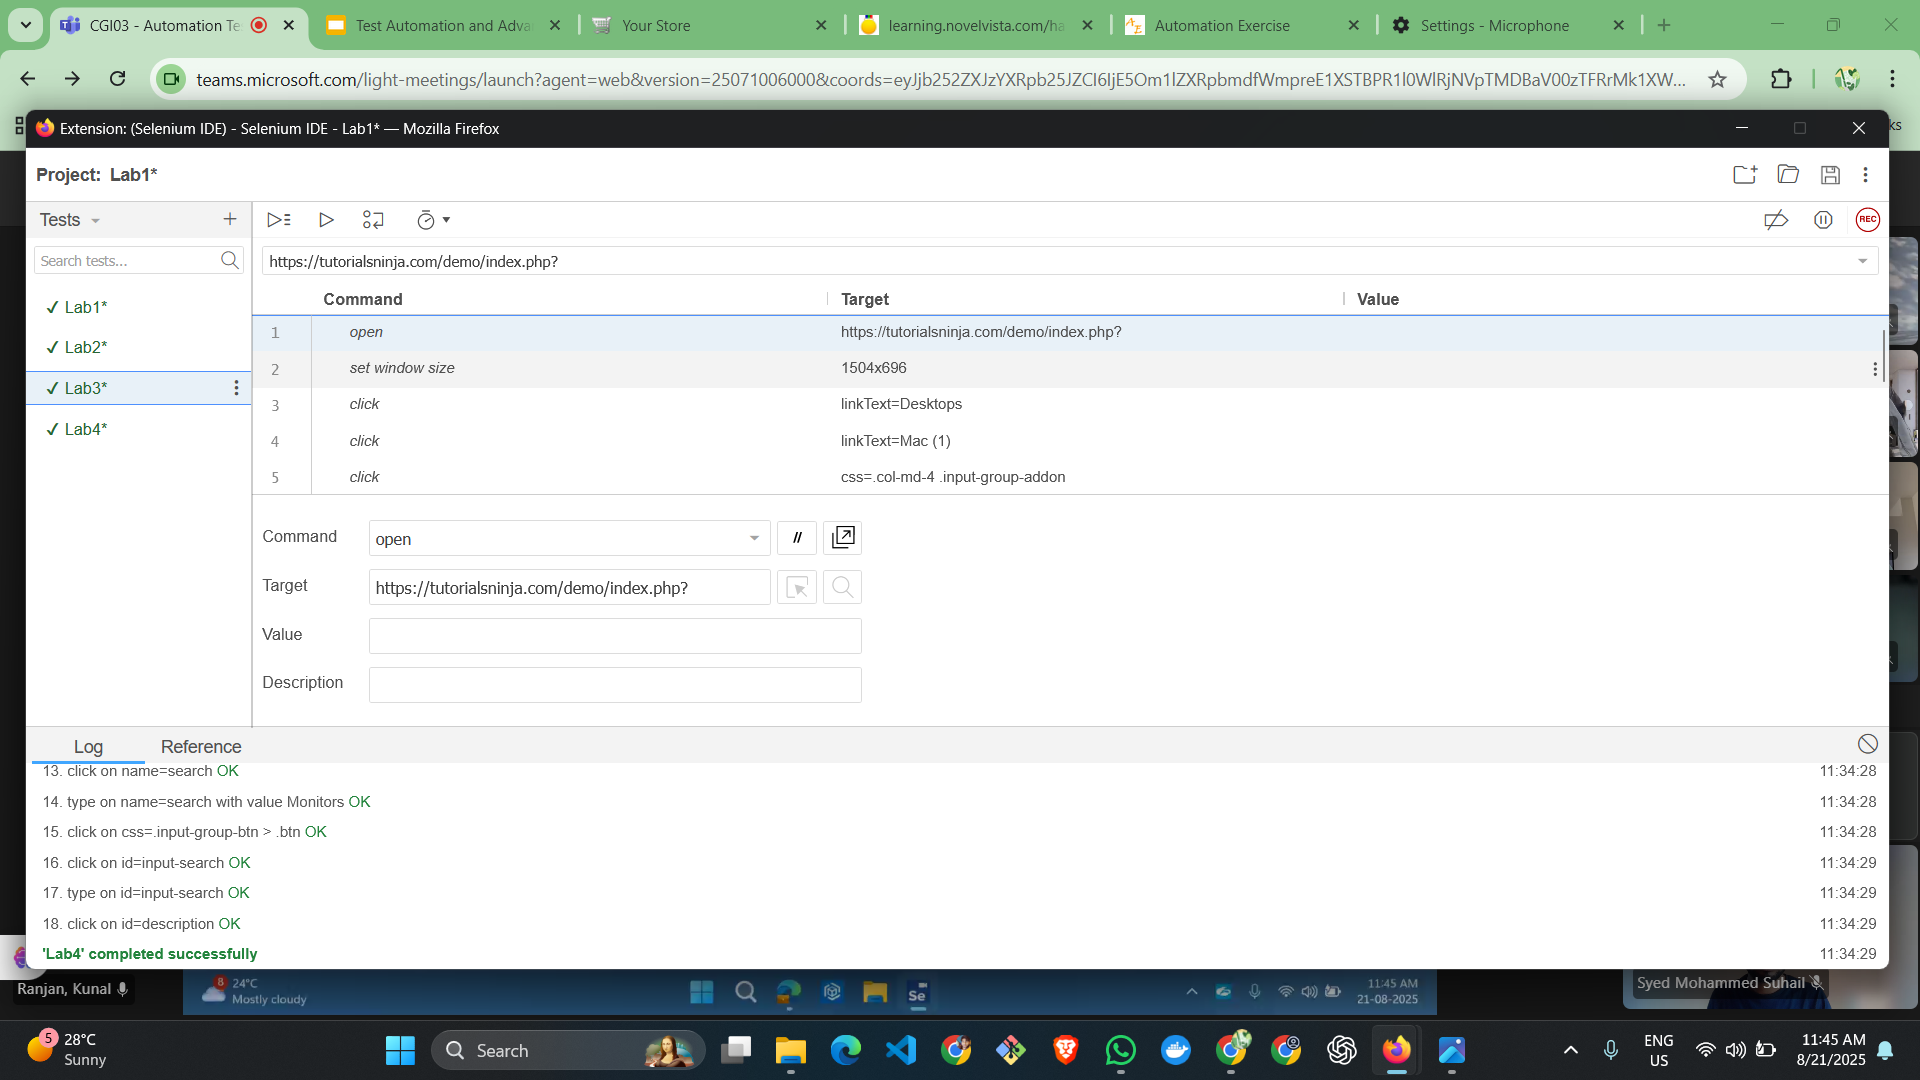 CGI03 - Automation Te
Test Automation and Adva
Your Store
learning.novelvista.com/ha
Automation Exercise
Settings - Microphone
teams.microsoft.com/light-meetings/launch?agent=web&version=25071006000&coords=eyJjb252ZXJzYXRpb25JZCI6IjE5Om1lZXRpbmdfWmpreE1XSTBPR1l0WlRjNVpTMDBaV00zTFRrMk1XW...
ks
Extension: (Selenium IDE) - Selenium IDE - Lab1* — Mozilla Firefox
Project: Lab1*
Tests
REC
Search tests...
https://tutorialsninja.com/demo/index.php?
Command Target Value
✓ Lab1*
✓ Lab2*
✓ Lab3*
✓ Lab4*
1 open https://tutorialsninja.com/demo/index.php?
2 set window size 1504x696
3 click linkText=Desktops
4 click linkText=Mac (1)
5 click css=.col-md-4 .input-group-addon
Command open //
Target https://tutorialsninja.com/demo/index.php?
Value
Description
Log Reference
13. click on name=search OK 11:34:28
14. type on name=search with value Monitors OK 11:34:28
15. click on css=.input-group-btn > .btn OK 11:34:28
16. click on id=input-search OK 11:34:29
17. type on id=input-search OK 11:34:29
18. click on id=description OK 11:34:29
'Lab4' completed successfully 11:34:29
Ranjan, Kunal
8 24°C
Mostly cloudy
Se
11:45 AM
21-08-2025
Syed Mohammed Suhail
5 28°C
Sunny
Search
ENG
US
11:45 AM
8/21/2025